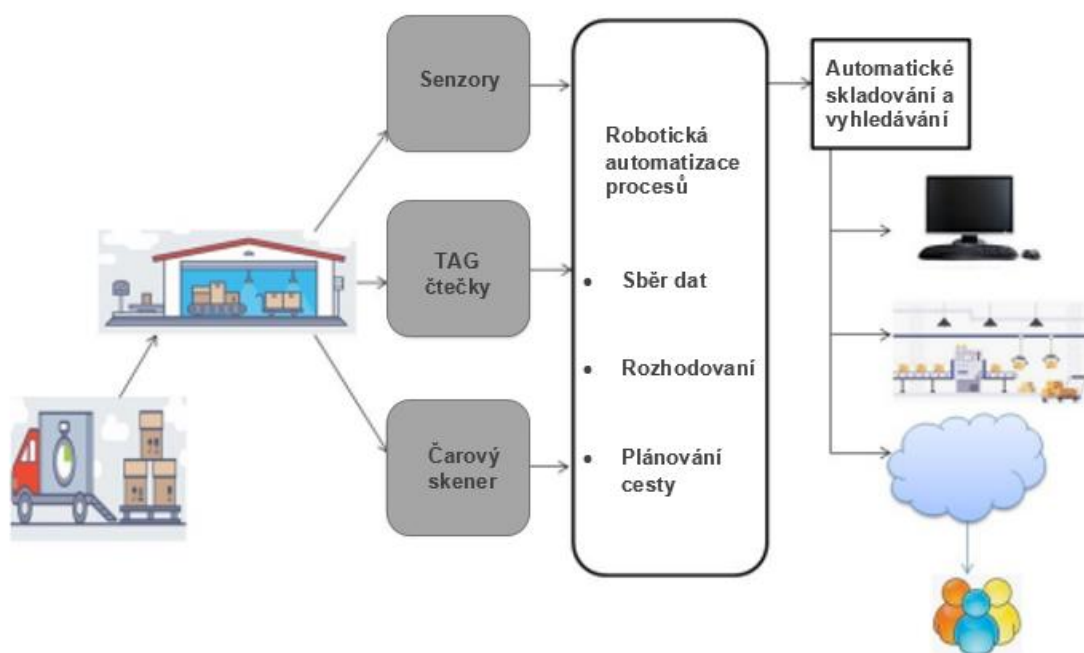 Senzory
TAG
čtečky
Čarový
skener
Robotická
automatizace
procesů
• Sběr dat
• Rozhodovaní
• Plánování
cesty
Automatické
skladování a
vyhledávání